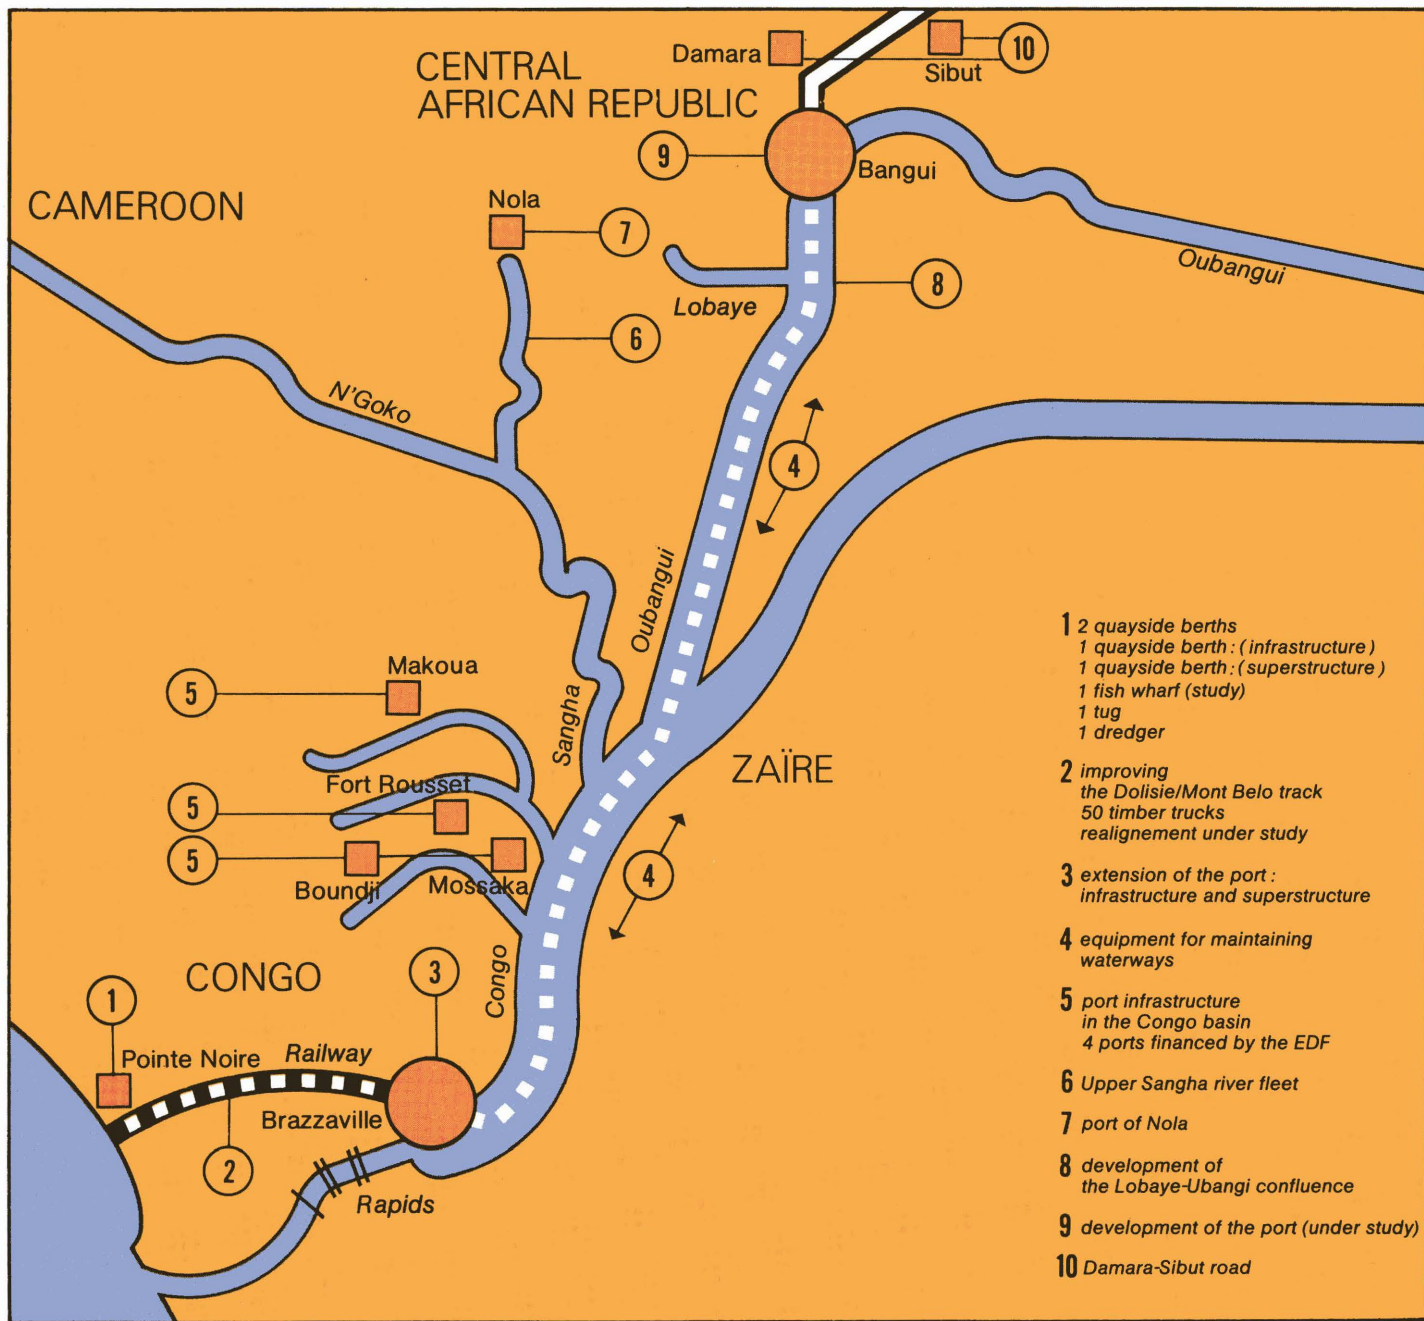 CENTRAL
AFRICAN REPUBLIC
Damara
Sibut
10
9
Bangui
CAMEROON
Nola
7
Oubangui
8
Lobaye
6
N'Goko
4
Oubangui
Makoua
5
Sangha
ZAÏRE
Fort Rousset
5
5
Boundji
Mossaka
4
Congo
CONGO
3
1
Pointe Noire
Railway
Brazzaville
2
Rapids
1 2 quayside berths
1 quayside berth : (infrastructure)
1 quayside berth : (superstructure)
1 fish wharf (study)
1 tug
1 dredger
2 improving
the Dolisie/Mont Belo track
50 timber trucks
realignement under study
3 extension of the port :
infrastructure and superstructure
4 equipment for maintaining
waterways
5 port infrastructure
in the Congo basin
4 ports financed by the EDF
6 Upper Sangha river fleet
7 port of Nola
8 development of
the Lobaye-Ubangi confluence
9 development of the port (under study)
10 Damara-Sibut road